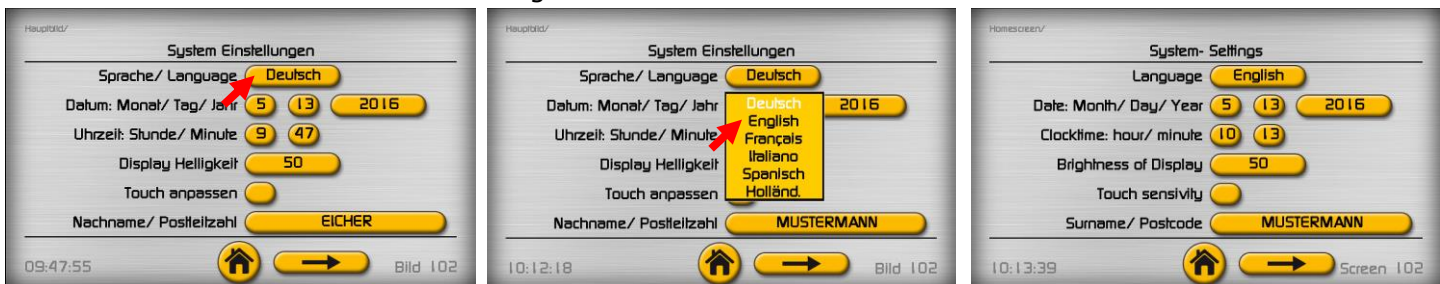 Hauptbild/
System Einstellungen
Sprache/ Language Deutsch
Datum: Monat/ Tag/ Jahr 5 13 2016
Uhrzeit: Stunde/ Minute 9 47
Display Helligkeit 50
Touch anpassen
Nachname/ Postleitzahl EICHER
09:47:55 Bild 102
Hauptbild/
System Einstellungen
Sprache/ Language Deutsch
Datum: Monat/ Tag/ Jahr 2016
Uhrzeit: Stunde/ Minute
Display Helligkeit
Touch anpassen
Deutsch
English
Français
Italiano
Spanisch
Holländ.
Nachname/ Postleitzahl MUSTERMANN
10:12:18 Bild 102
Homescreen/
System- Settings
Language English
Date: Month/ Day/ Year 5 13 2016
Clocktime: hour/ minute 10 13
Brightness of Display 50
Touch sensivity
Surname/ Postcode MUSTERMANN
10:13:39 Screen 102